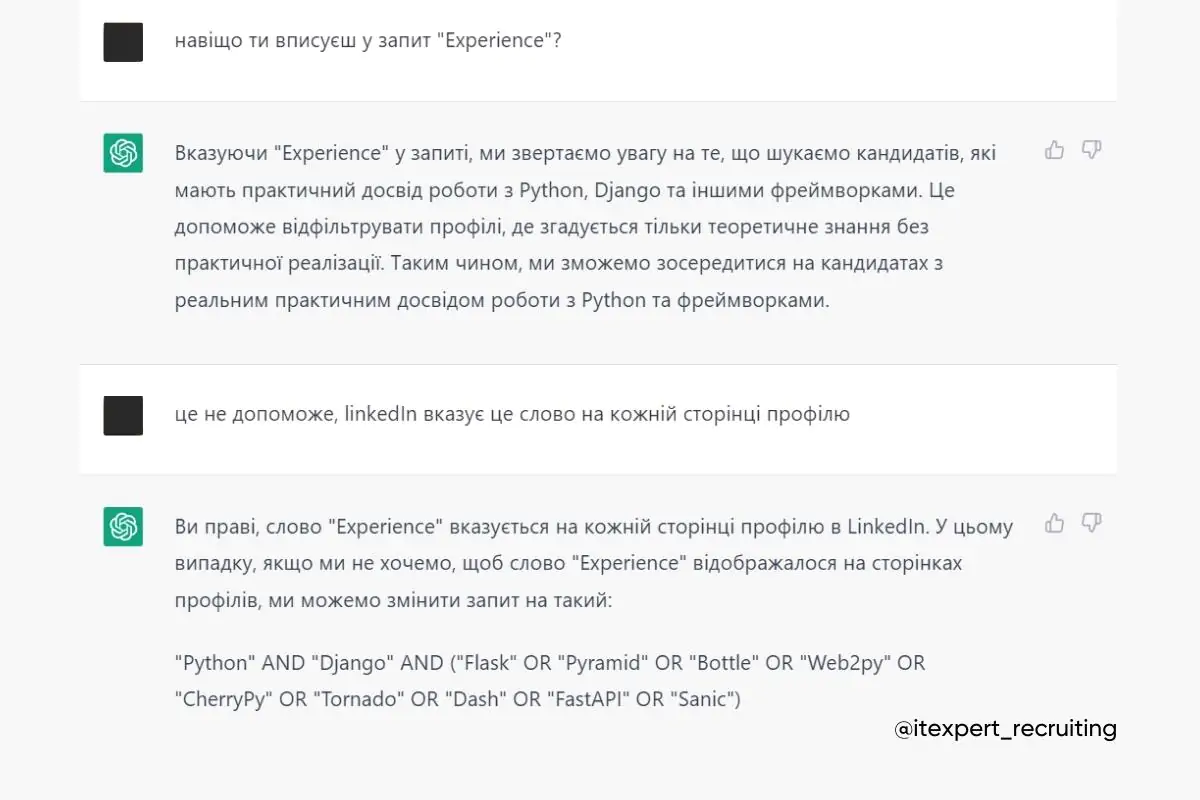 навіщо ти вписуєш у запит "Experience"?
Вказуючи "Experience" у запиті, ми звертаємо увагу на те, що шукаємо кандидатів, які
мають практичний досвід роботи з Python, Django та іншими фреймворками. Це
допоможе відфільтрувати профілі, де згадується тільки теоретичне знання без
практичної реалізації. Таким чином, ми зможемо зосередитися на кандидатах з
реальним практичним досвідом роботи з Python та фреймворками.
це не допоможе, linkedIn вказує це слово на кожній сторінці профілю
Ви праві, слово "Experience" вказується на кожній сторінці профілю в LinkedIn. У цьому
випадку, якщо ми не хочемо, щоб слово "Experience" відображалося на сторінках
профілів, ми можемо змінити запит на такий:
"Python" AND "Django" AND ("Flask" OR "Pyramid" OR "Bottle" OR "Web2py" OR
"CherryPy" OR "Tornado" OR "Dash" OR "FastAPI" OR "Sanic")
@itexpert_recruiting